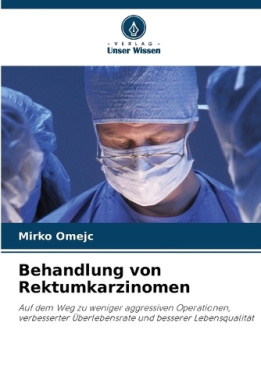 - VERLAG -
Unser Wissen
Mirko Omejc
Behandlung von
Rektumkarzinomen
Auf dem Weg zu weniger aggressiven Operationen,
verbesserter Überlebensrate und besserer Lebensqualität